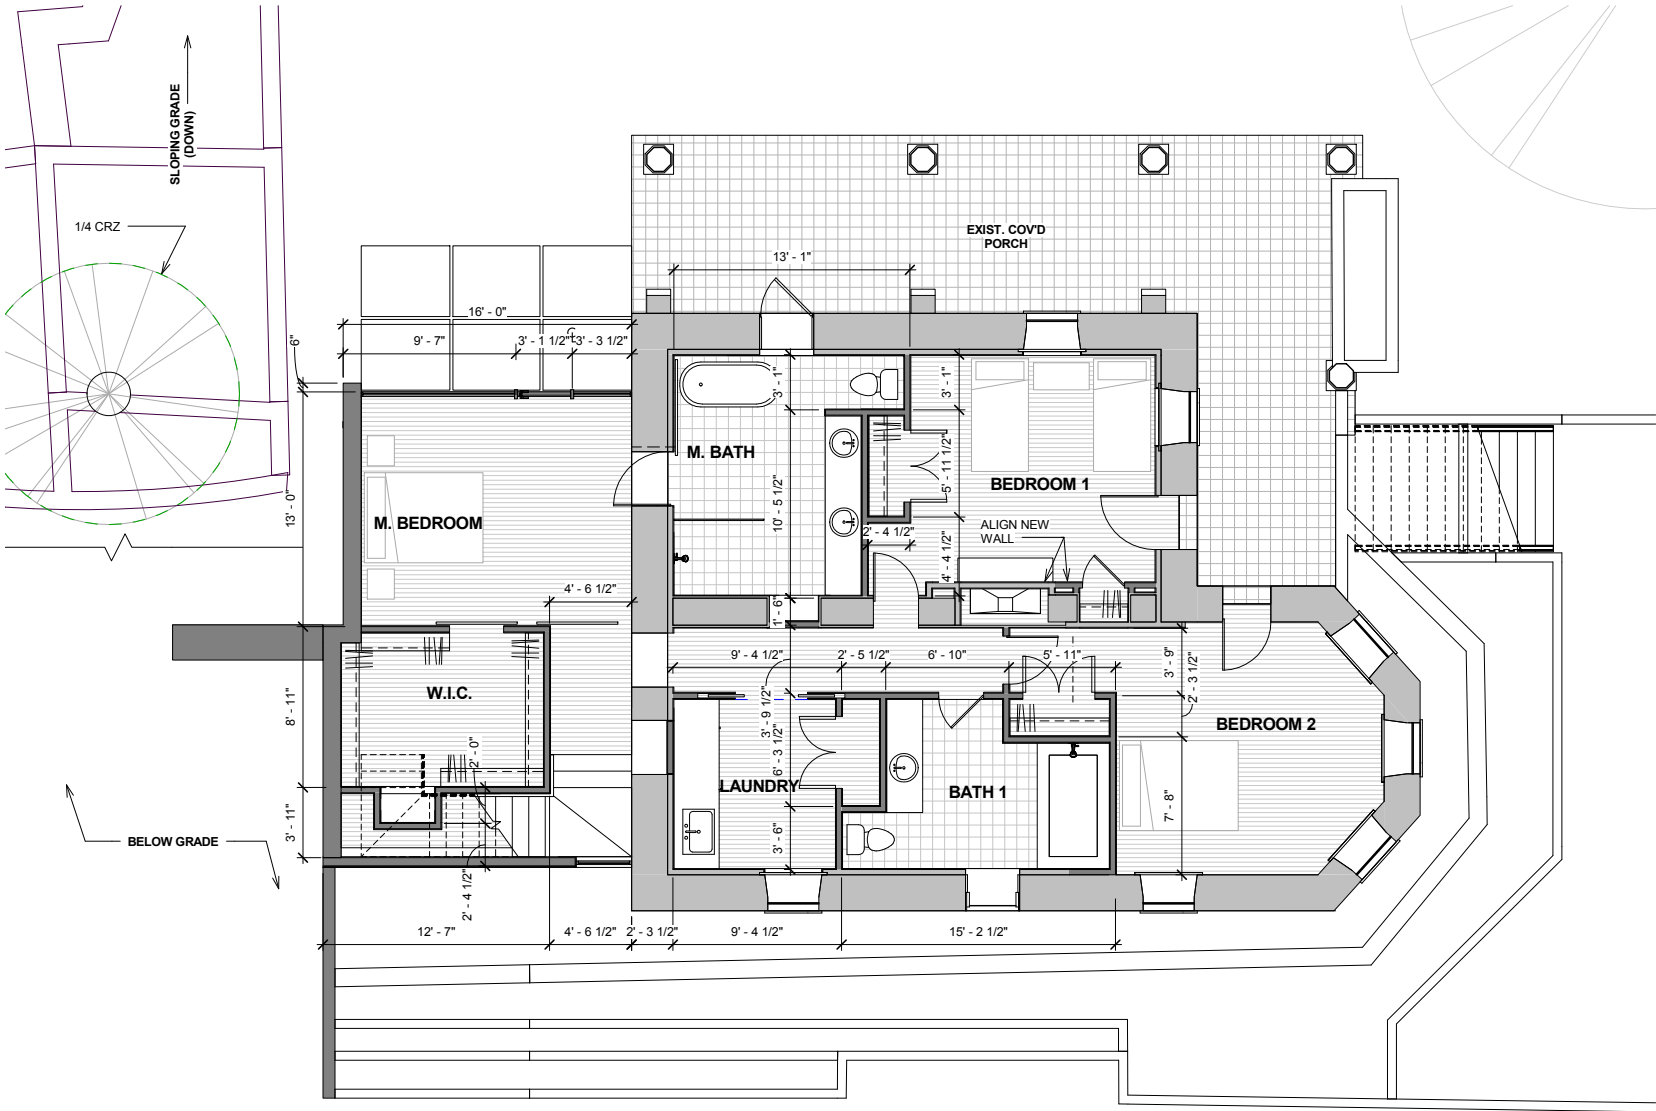 SLOPING GRADE
(DOWN)
1/4 CRZ
EXIST. COV'D
PORCH
13' - 1"
16' - 0"
9' - 7"
3' - 1 1/2"
3' - 3 1/2"
6"
3' - 1"
3' - 1"
M. BATH
5' - 11 1/2"
BEDROOM 1
10' - 5 1/2"
13' - 0"
M. BEDROOM
2' - 4 1/2"
ALIGN NEW
WALL
4' - 4 1/2"
4' - 6 1/2"
1' - 6"
9' - 4 1/2"
2' - 5 1/2"
6' - 10"
5' - 11"
3' - 9"
2' - 3 1/2"
W.I.C.
8' - 11"
3' - 9 1/2"
BEDROOM 2
2' - 0"
6' - 3 1/2"
LAUNDRY
BATH 1
7' - 8"
3' - 11"
BELOW GRADE
3' - 6"
2' - 4 1/2"
12' - 7"
4' - 6 1/2"
2' - 3 1/2"
9' - 4 1/2"
15' - 2 1/2"